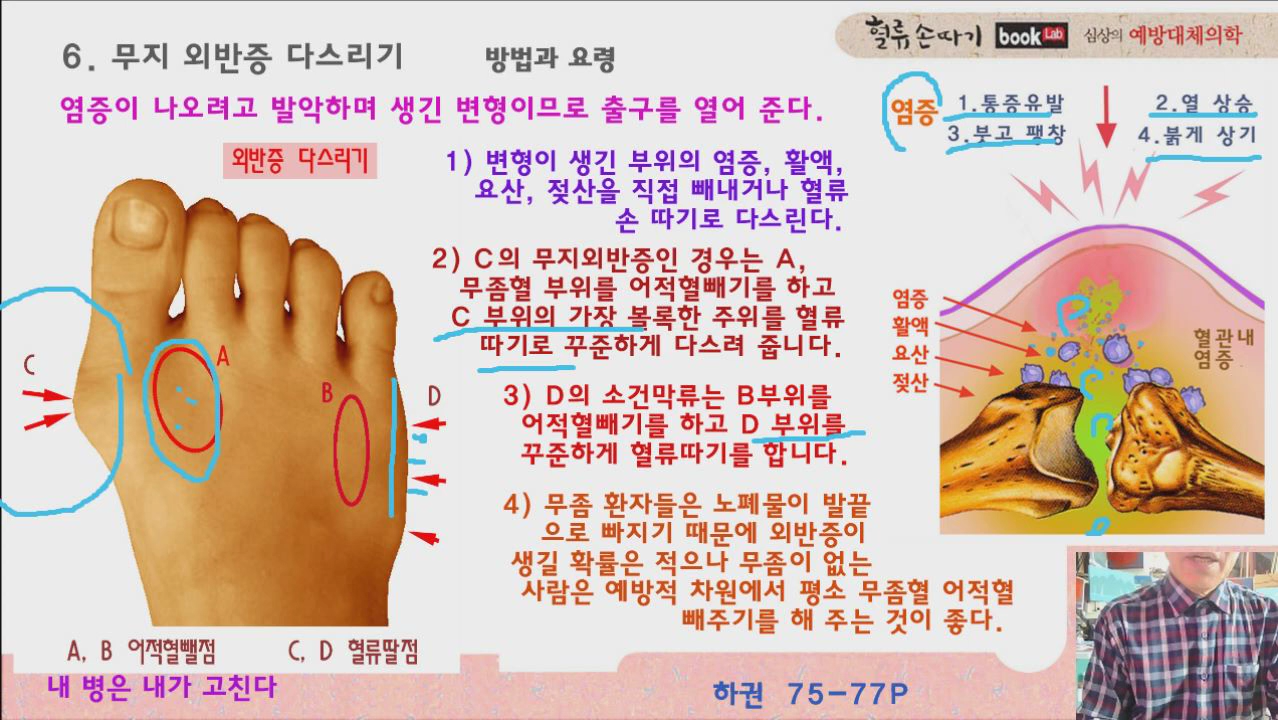 혈류 손따기 book Lab 심상의 예방대체의학
6. 무지 외반증 다스리기 방법과 요령
염증이 나오려고 발악하며 생긴 변형이므로 출구를 열어 준다.
염증 1.통증유발 2.열 상승
3.붓고 팽창 4.붉게 상기
외반증 다스리기
A
B
C
D
1) 변형이 생긴 부위의 염증, 활액,
요산, 젖산을 직접 빼내거나 혈류
손 따기로 다스린다.
2) C의 무지외반증인 경우는 A,
무좀혈 부위를 어적혈빼기를 하고
C 부위의 가장 볼록한 주위를 혈류
따기로 꾸준하게 다스려 줍니다.
3) D의 소건막류는 B부위를
어적혈빼기를 하고 D 부위를
꾸준하게 혈류따기를 합니다.
4) 무좀 환자들은 노폐물이 발끝
으로 빠지기 때문에 외반증이
생길 확률은 적으나 무좀이 없는
사람은 예방적 차원에서 평소 무좀혈 어적혈
빼주기를 해 주는 것이 좋다.
염증
활액
요산
젖산
혈관내
염증
A, B 어적혈뺄점 C, D 혈류딸점
내 병은 내가 고친다
하권 75-77P